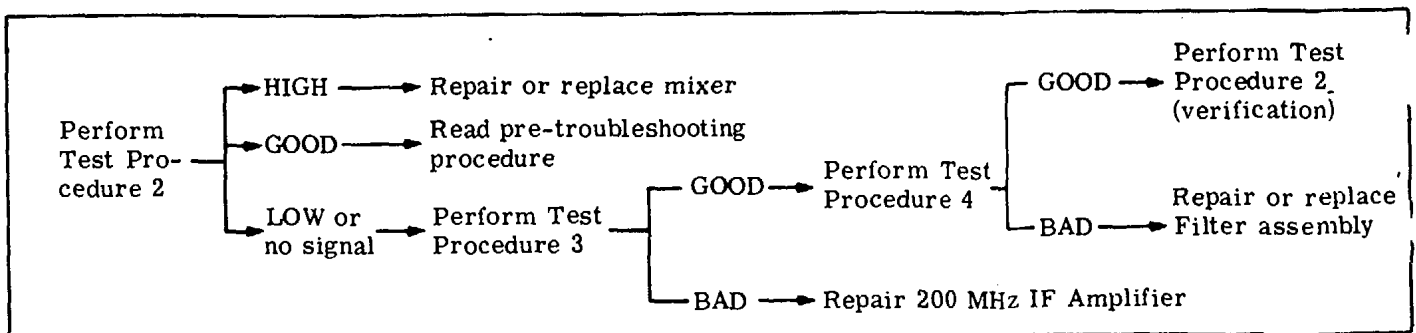 Perform
Test Pro-
cedure 2
HIGH
Repair or replace mixer
GOOD
Read pre-troubleshooting
procedure
LOW or
no signal
Perform Test
Procedure 3
GOOD
Perform Test
Procedure 4
GOOD
Perform Test
Procedure 2
(verification)
BAD
Repair or replace
Filter assembly
BAD
Repair 200 MHz IF Amplifier